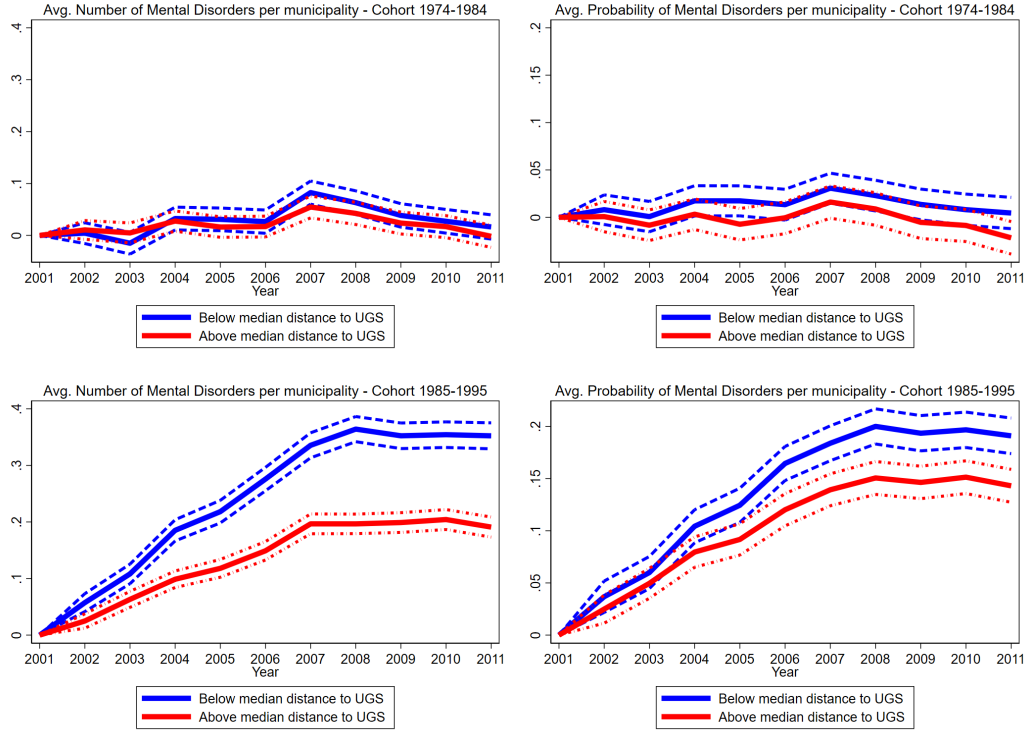 Avg. Number of Mental Disorders per municipality - Cohort 1974-1984
.4
.3
.2
.1
0
2001 2002 2003 2004 2005 2006 2007 2008 2009 2010 2011
Year
Below median distance to UGS
Above median distance to UGS
Avg. Probability of Mental Disorders per municipality - Cohort 1974-1984
.2
.15
.1
.05
0
2001 2002 2003 2004 2005 2006 2007 2008 2009 2010 2011
Year
Below median distance to UGS
Above median distance to UGS
Avg. Number of Mental Disorders per municipality - Cohort 1985-1995
.4
.3
.2
.1
0
2001 2002 2003 2004 2005 2006 2007 2008 2009 2010 2011
Year
Below median distance to UGS
Above median distance to UGS
Avg. Probability of Mental Disorders per municipality - Cohort 1985-1995
.2
.15
.1
.05
0
2001 2002 2003 2004 2005 2006 2007 2008 2009 2010 2011
Year
Below median distance to UGS
Above median distance to UGS